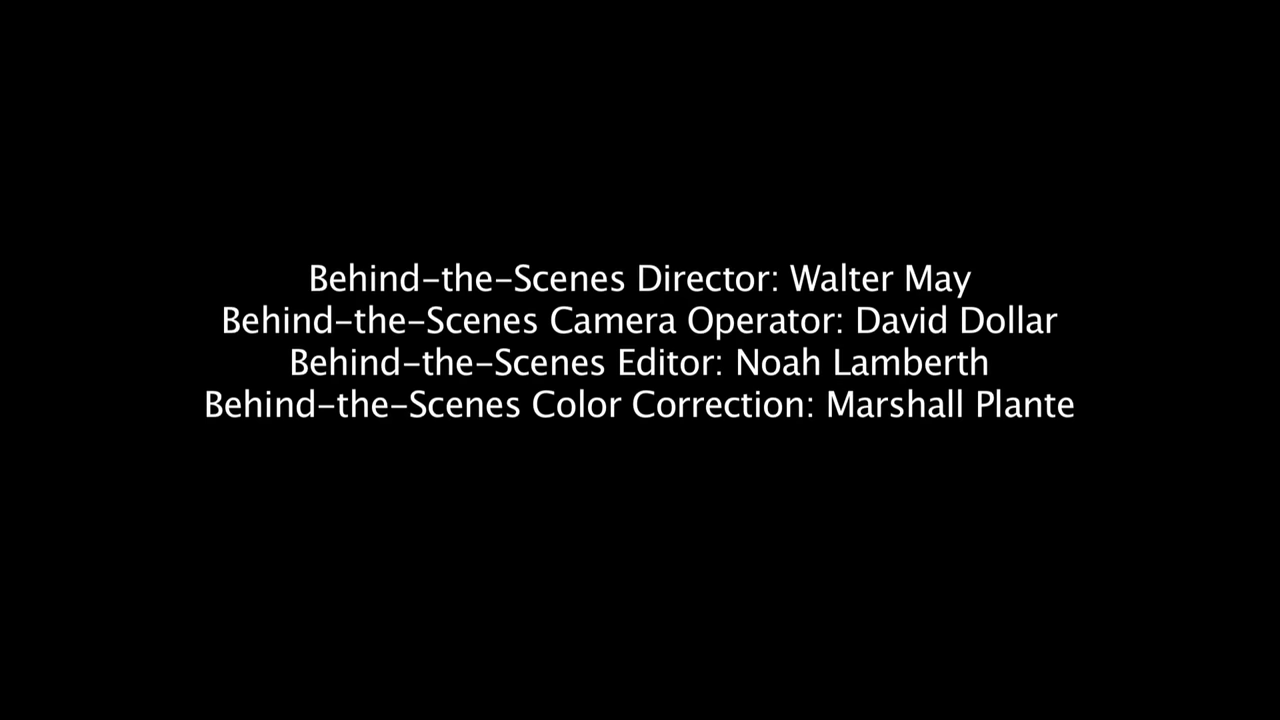 Behind-the-Scenes Director: Walter May
Behind-the-Scenes Camera Operator: David Dollar
Behind-the-Scenes Editor: Noah Lamberth
Behind-the-Scenes Color Correction: Marshall Plante